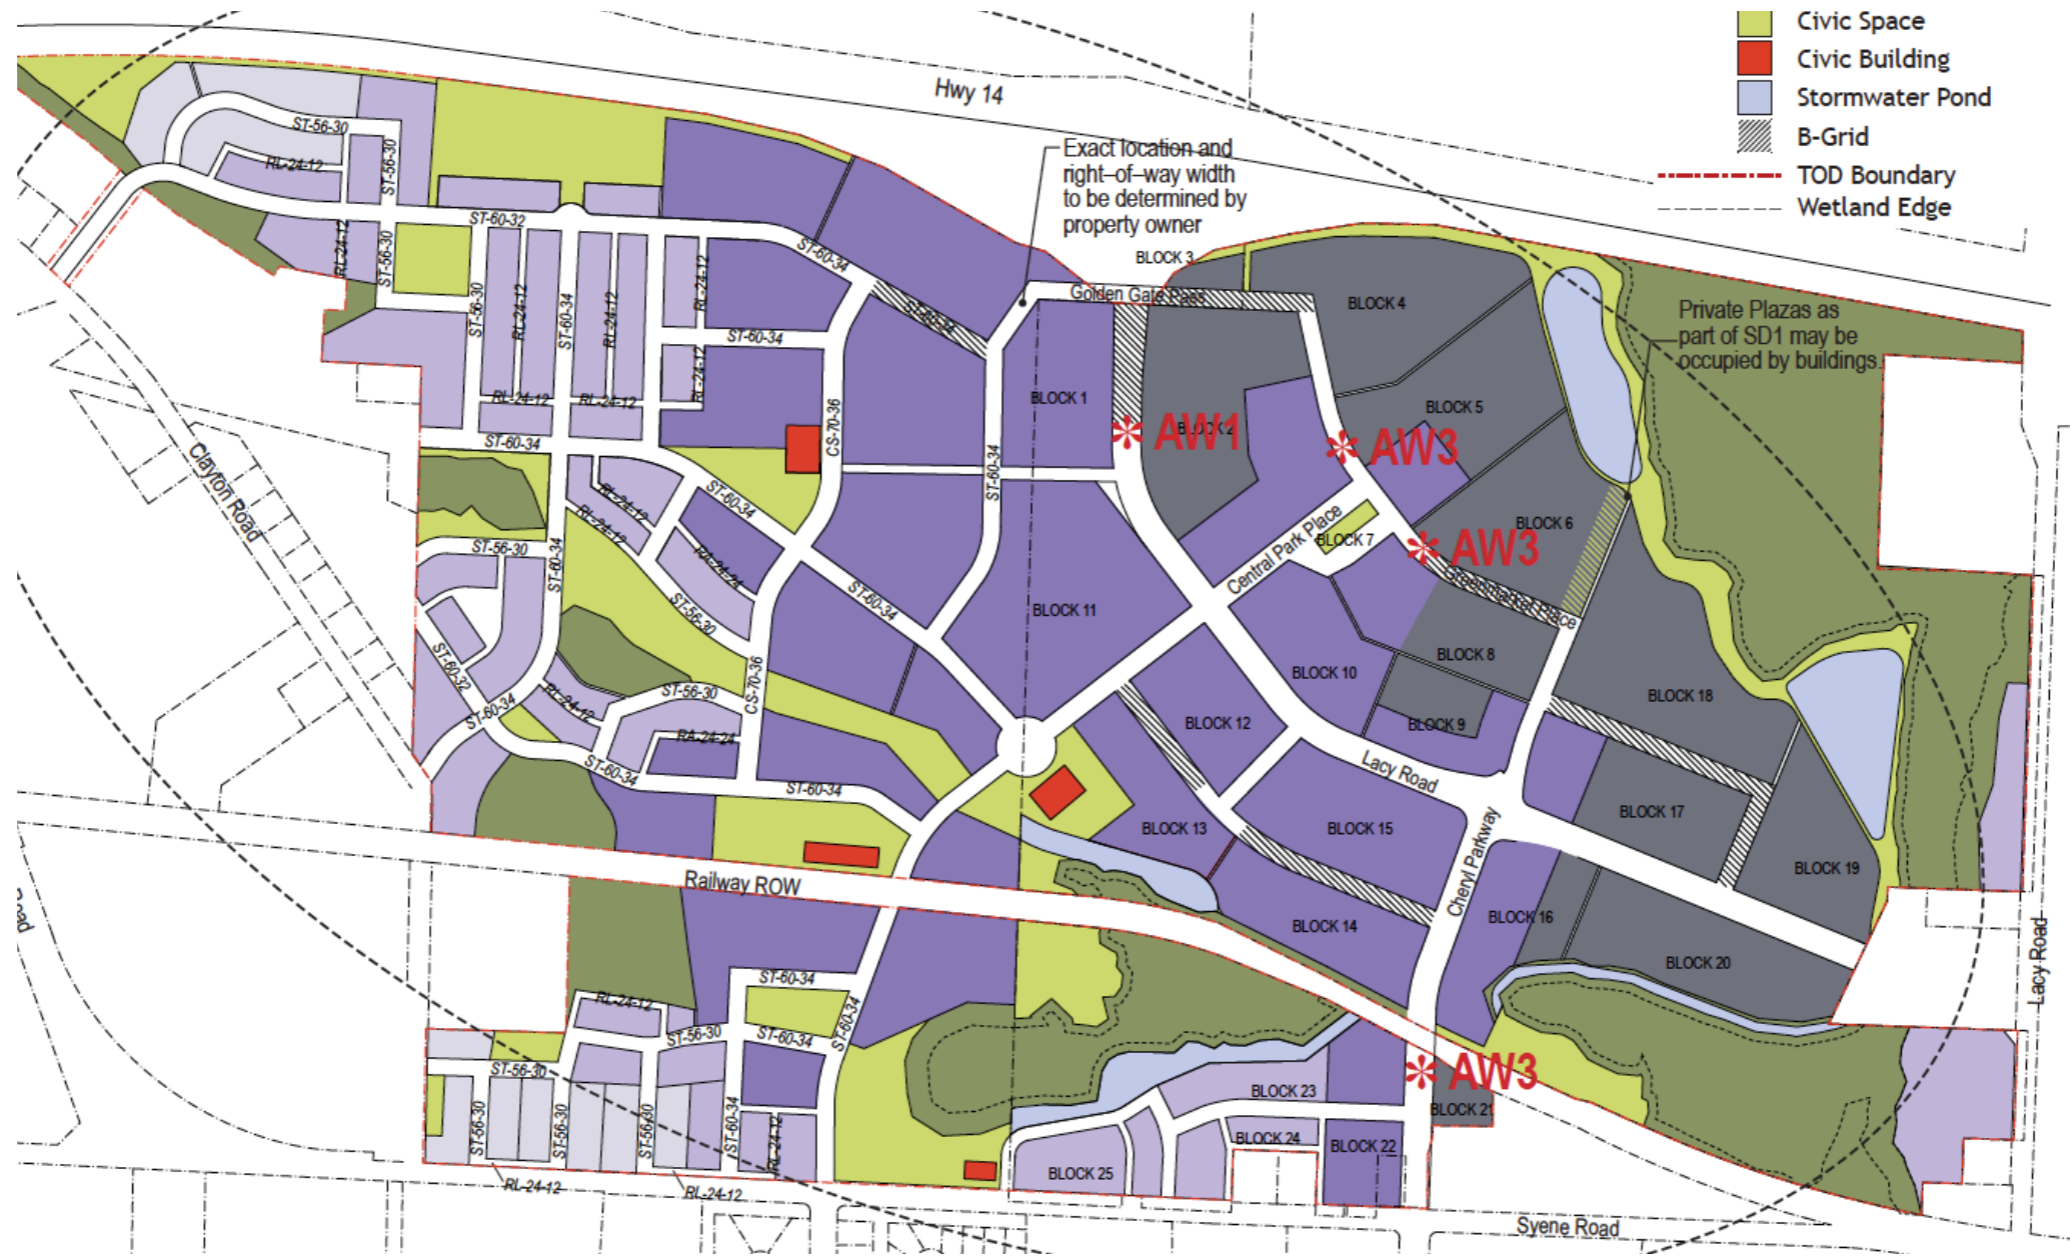 Civic Space
Civic Building
Stormwater Pond
B-Grid
TOD Boundary
Wetland Edge
Hwy 14
Exact location and
right-of-way width
to be determined by
property owner
Private Plazas as
part of SD1 may be
occupied by buildings.
ST-56-30
RL-24-12
ST-56-30
ST-60-32
RL-24-12
ST-56-30
ST-60-34
ST-60-34
BLOCK 3
Golden Gate Pass
BLOCK 4
ST-56-30
RL-24-12
ST-60-34
RL-24-12
RL-24-12
ST-60-34
RL-24-12
RL-24-12
RL-24-12
BLOCK 1
BLOCK 2
AW1
BLOCK 5
AW3
ST-60-34
CS-70-36
ST-60-34
Clayton Road
RL-24-12
RL-24-12
ST-60-34
BLOCK 6
AW3
BLOCK 7
Central Park Place
Greenmarket Place
ST-56-30
ST-60-34
RA-24-24
ST-56-30
ST-60-34
BLOCK 11
BLOCK 8
BLOCK 10
BLOCK 9
BLOCK 18
ST-60-32
ST-60-34
RL-24-12
ST-56-30
CS-70-36
RA-24-24
BLOCK 12
Lacy Road
ST-60-34
ST-60-34
BLOCK 13
BLOCK 15
BLOCK 17
BLOCK 19
Cheryl Parkway
Railway ROW
BLOCK 14
BLOCK 16
BLOCK 20
Lacy Road
Road
ST-60-34
RL-24-12
ST-56-30
ST-60-34
ST-60-34
ST-56-30
AW3
BLOCK 23
BLOCK 21
ST-56-30
ST-56-30
ST-56-30
ST-60-34
RL-24-12
BLOCK 24
BLOCK 22
BLOCK 25
RL-24-12
RL-24-12
Syene Road